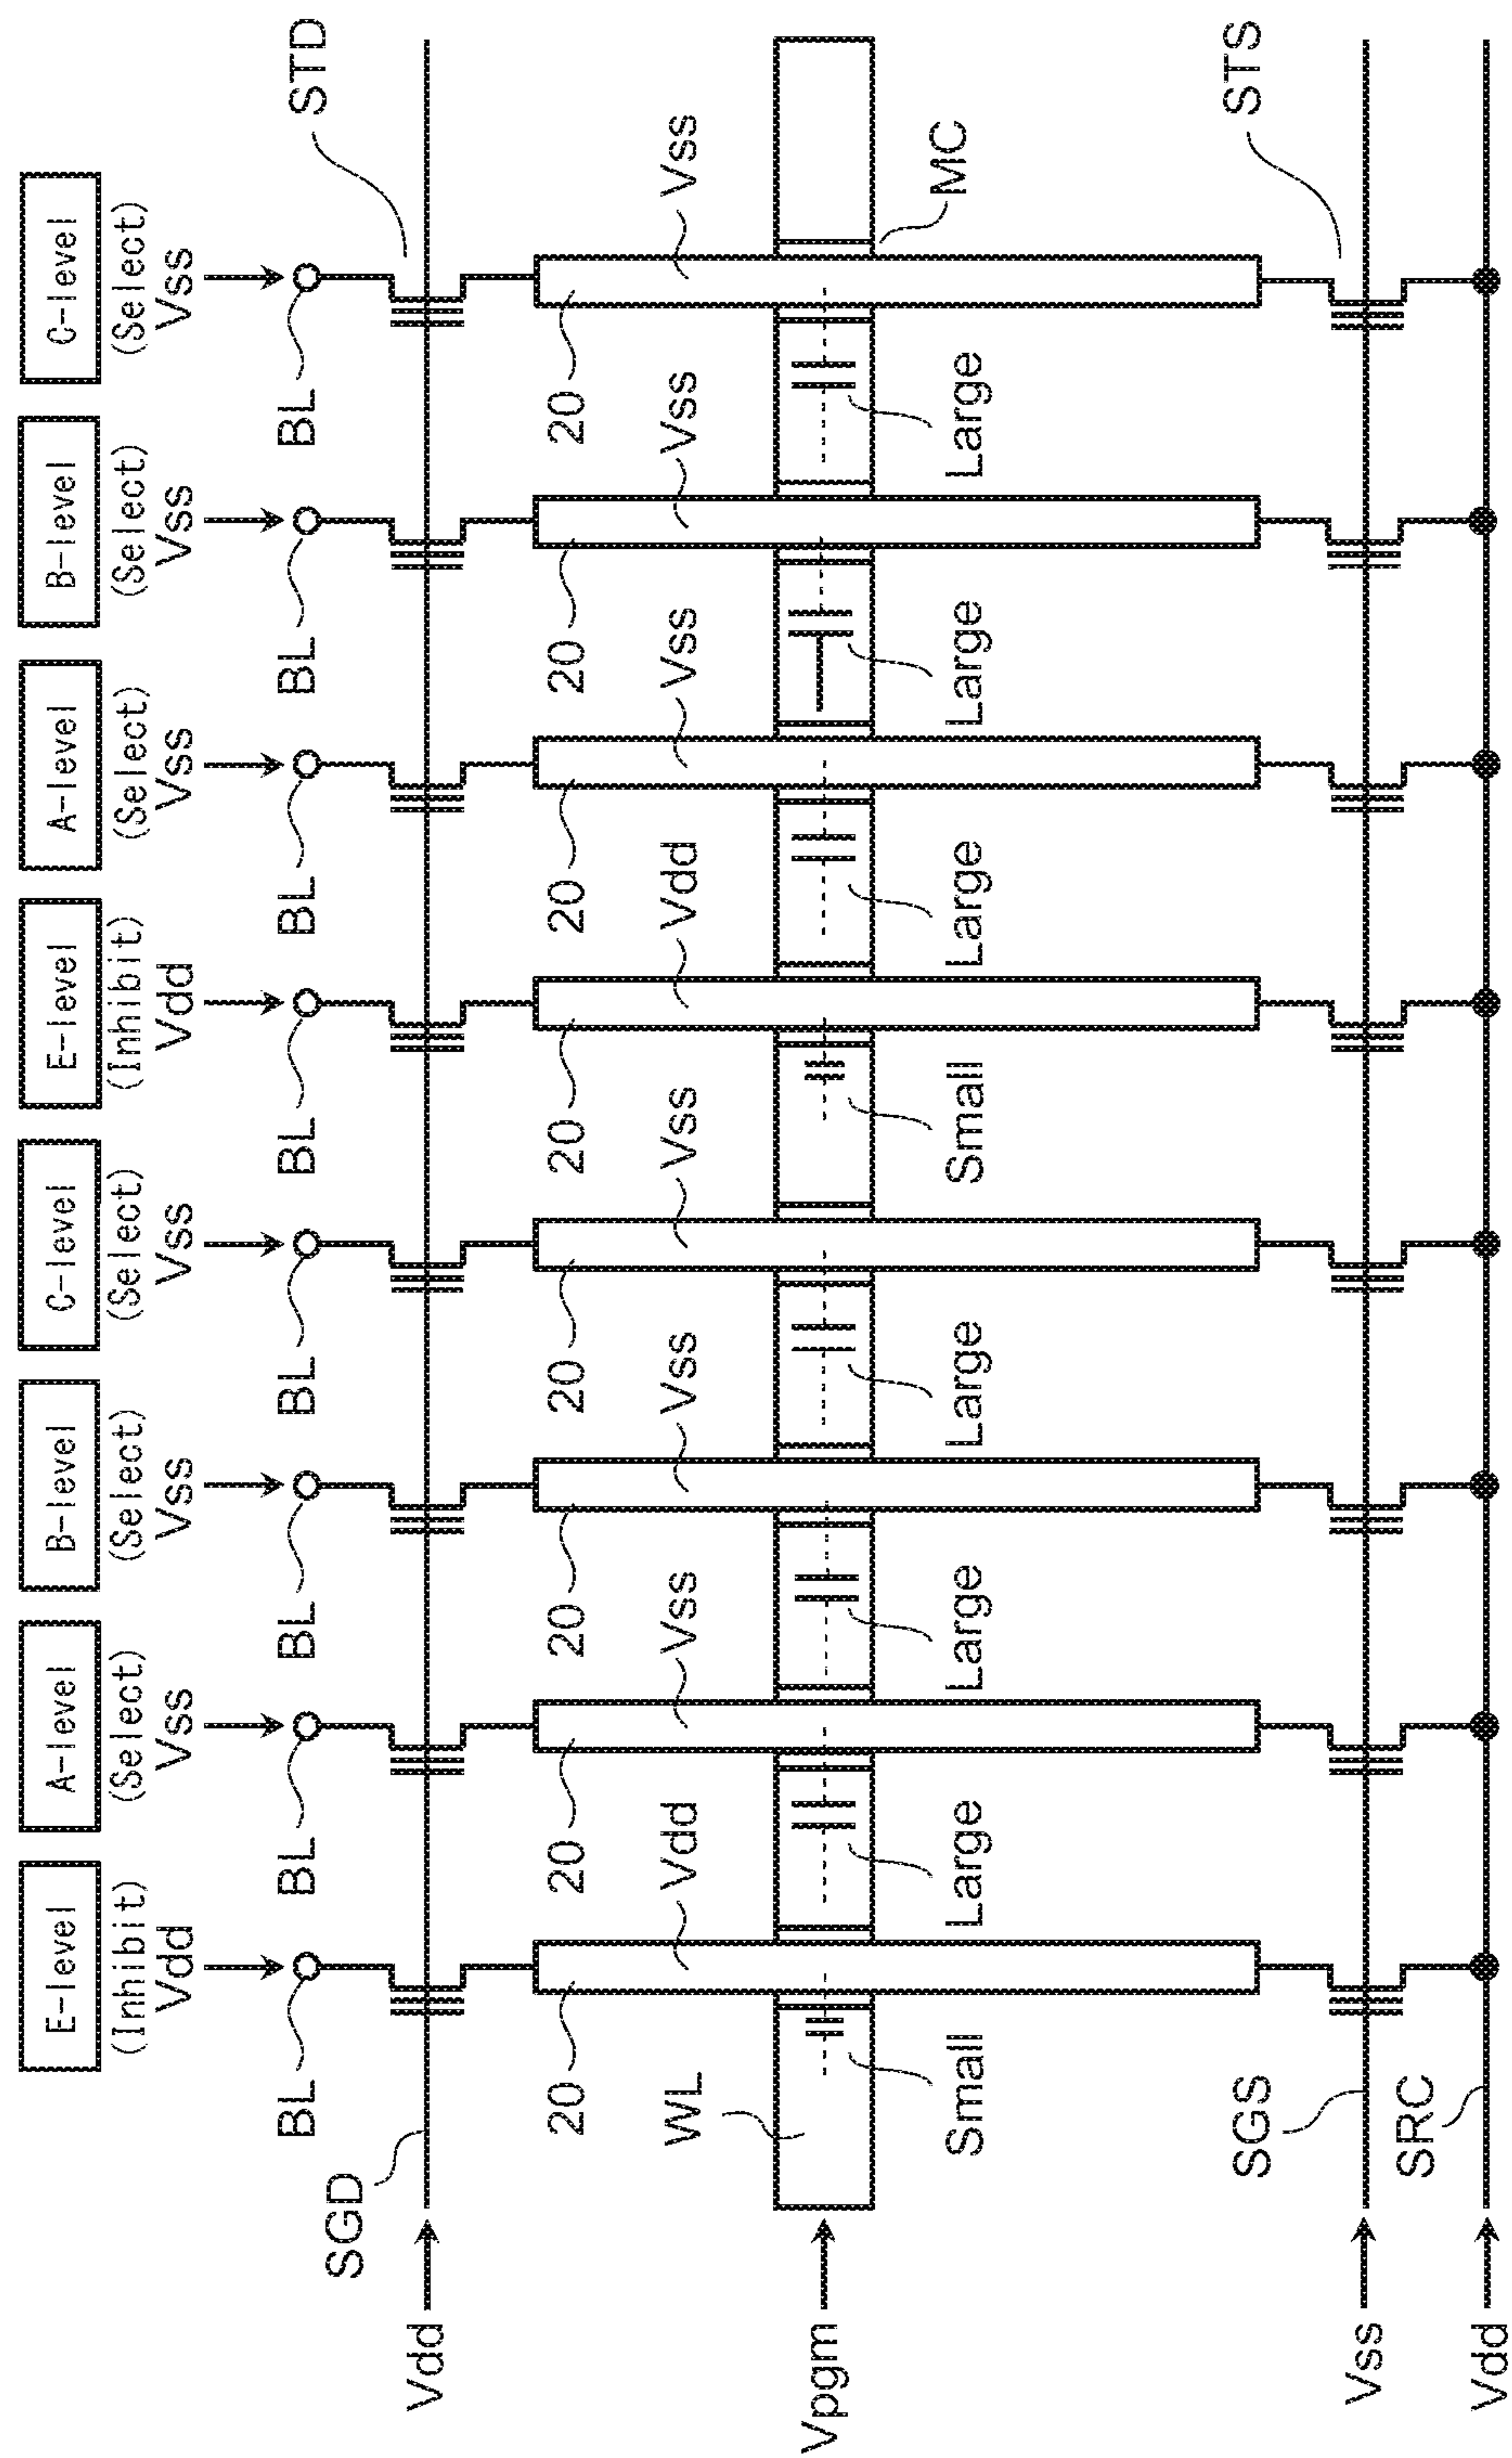 E-level
A-level
B-level
C-level
E-level
A-level
B-level
C-level
(Inhibit)
(Select)
(Select)
(Select)
(Inhibit)
(Select)
(Select)
(Select)
Vdd
Vss
Vss
Vss
Vdd
Vss
Vss
Vss
BL
BL
BL
BL
BL
BL
BL
BL
STD
SGD
Vdd
20
20
20
20
20
20
20
20
WL
Vdd
Vss
Vss
Vss
Vdd
Vss
Vss
Vss
Vpgm
MC
Small
Large
Large
Large
Small
Large
Large
Large
STS
SGS
Vss
SRC
Vdd